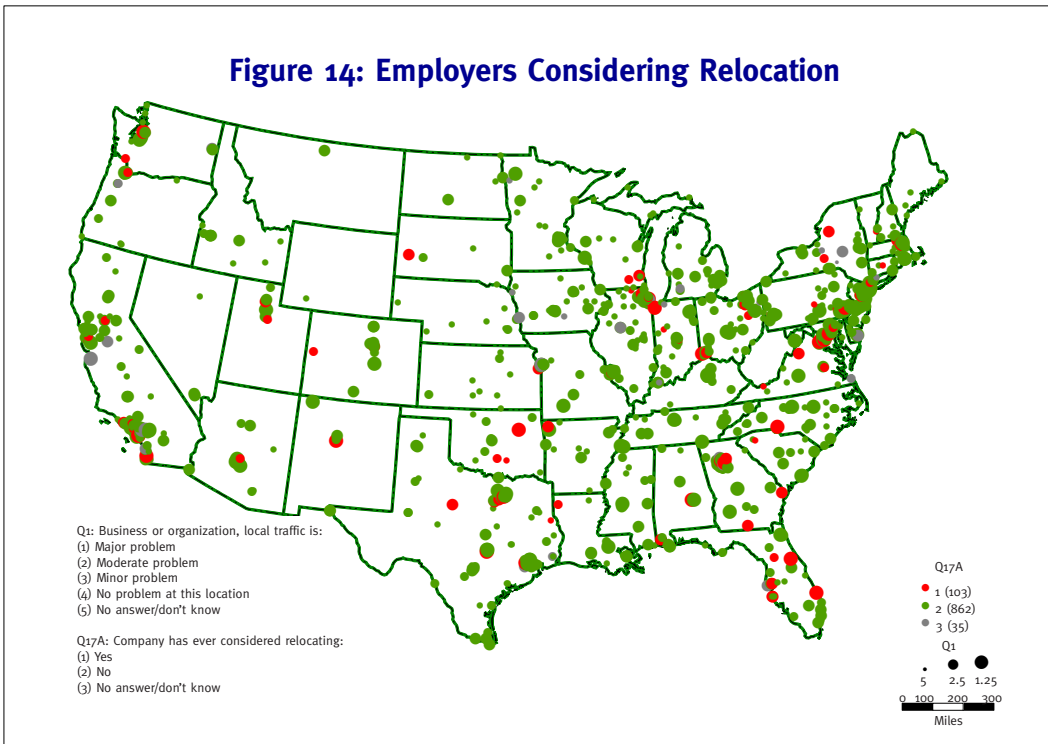 Figure 14: Employers Considering Relocation
Q1: Business or organization, local traffic is:
(1) Major problem
(2) Moderate problem
(3) Minor problem
(4) No problem at this location
(5) No answer/don't know
Q17A: Company has ever considered relocating:
(1) Yes
(2) No
(3) No answer/don't know
Q17A
1 (103)
2 (862)
3 (35)
Q1
5 2.5 1.25
0 100 200 300
Miles